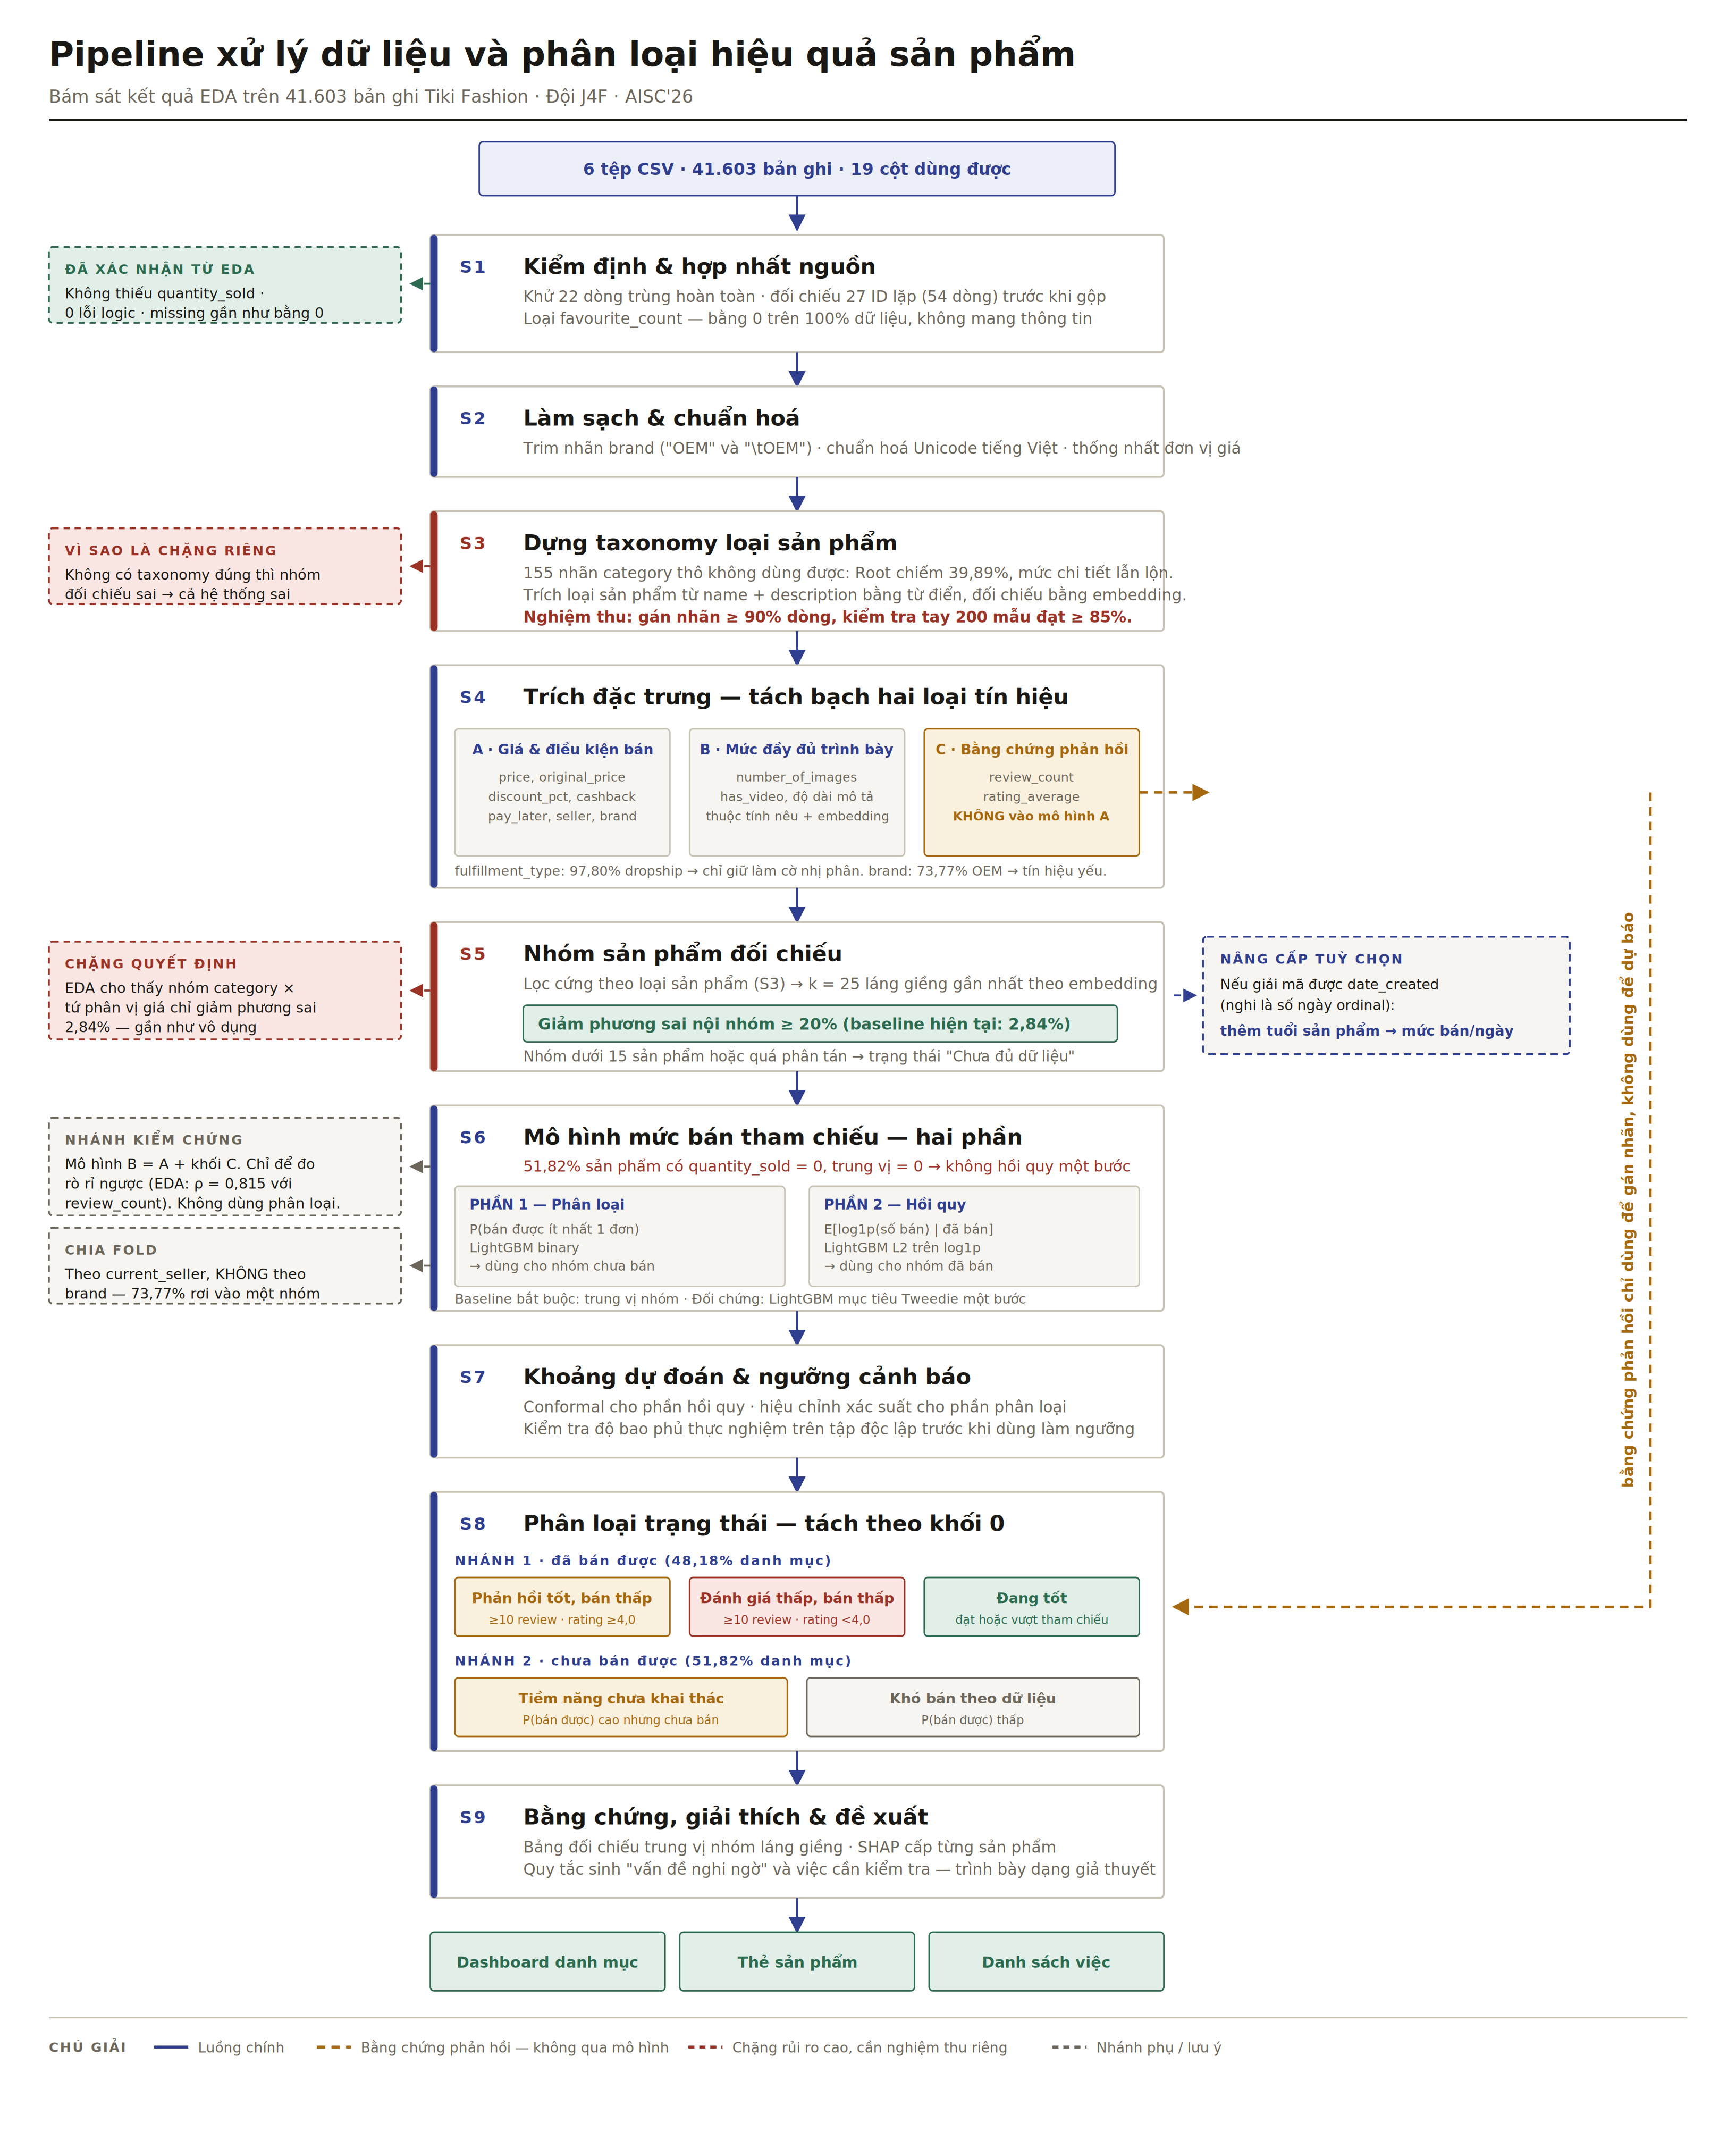 Pipeline xử lý dữ liệu và phân loại hiệu quả sản phẩm
Bám sát kết quả EDA trên 41.603 bản ghi Tiki Fashion · Đội J4F · AISC'26
6 tệp CSV · 41.603 bản ghi · 19 cột dùng được
ĐÃ XÁC NHẬN TỪ EDA
Không thiếu quantity_sold ·
0 lỗi logic · missing gần như bằng 0
S1
Kiểm định & hợp nhất nguồn
Khử 22 dòng trùng hoàn toàn · đối chiếu 27 ID lặp (54 dòng) trước khi gộp
Loại favourite_count — bằng 0 trên 100% dữ liệu, không mang thông tin
S2
Làm sạch & chuẩn hoá
Trim nhãn brand ("OEM" và "\tOEM") · chuẩn hoá Unicode tiếng Việt · thống nhất đơn vị giá
VÌ SAO LÀ CHẶNG RIÊNG
Không có taxonomy đúng thì nhóm
đối chiếu sai → cả hệ thống sai
S3
Dựng taxonomy loại sản phẩm
155 nhãn category thô không dùng được: Root chiếm 39,89%, mức chi tiết lẫn lộn.
Trích loại sản phẩm từ name + description bằng từ điển, đối chiếu bằng embedding.
Nghiệm thu: gán nhãn ≥ 90% dòng, kiểm tra tay 200 mẫu đạt ≥ 85%.
S4
Trích đặc trưng — tách bạch hai loại tín hiệu
A · Giá & điều kiện bán
price, original_price
discount_pct, cashback
pay_later, seller, brand
B · Mức đầy đủ trình bày
number_of_images
has_video, độ dài mô tả
thuộc tính nêu + embedding
C · Bằng chứng phản hồi
review_count
rating_average
KHÔNG vào mô hình A
fulfillment_type: 97,80% dropship → chỉ giữ làm cờ nhị phân. brand: 73,77% OEM → tín hiệu yếu.
CHẶNG QUYẾT ĐỊNH
EDA cho thấy nhóm category ×
tứ phân vị giá chỉ giảm phương sai
2,84% — gần như vô dụng
S5
Nhóm sản phẩm đối chiếu
Lọc cứng theo loại sản phẩm (S3) → k = 25 láng giềng gần nhất theo embedding
Giảm phương sai nội nhóm ≥ 20% (baseline hiện tại: 2,84%)
Nhóm dưới 15 sản phẩm hoặc quá phân tán → trạng thái "Chưa đủ dữ liệu"
NÂNG CẤP TUỲ CHỌN
Nếu giải mã được date_created
(nghi là số ngày ordinal):
thêm tuổi sản phẩm → mức bán/ngày
bằng chứng phản hồi chỉ dùng để gán nhãn, không dùng để dự báo
NHÁNH KIỂM CHỨNG
Mô hình B = A + khối C. Chỉ để đo
rò rỉ ngược (EDA: ρ = 0,815 với
review_count). Không dùng phân loại.
CHIA FOLD
Theo current_seller, KHÔNG theo
brand — 73,77% rơi vào một nhóm
S6
Mô hình mức bán tham chiếu — hai phần
51,82% sản phẩm có quantity_sold = 0, trung vị = 0 → không hồi quy một bước
PHẦN 1 — Phân loại
P(bán được ít nhất 1 đơn)
LightGBM binary
→ dùng cho nhóm chưa bán
PHẦN 2 — Hồi quy
E[log1p(số bán) | đã bán]
LightGBM L2 trên log1p
→ dùng cho nhóm đã bán
Baseline bắt buộc: trung vị nhóm · Đối chứng: LightGBM mục tiêu Tweedie một bước
S7
Khoảng dự đoán & ngưỡng cảnh báo
Conformal cho phần hồi quy · hiệu chỉnh xác suất cho phần phân loại
Kiểm tra độ bao phủ thực nghiệm trên tập độc lập trước khi dùng làm ngưỡng
S8
Phân loại trạng thái — tách theo khối 0
NHÁNH 1 · đã bán được (48,18% danh mục)
Phản hồi tốt, bán thấp
≥10 review · rating ≥4,0
Đánh giá thấp, bán thấp
≥10 review · rating <4,0
Đang tốt
đạt hoặc vượt tham chiếu
NHÁNH 2 · chưa bán được (51,82% danh mục)
Tiềm năng chưa khai thác
P(bán được) cao nhưng chưa bán
Khó bán theo dữ liệu
P(bán được) thấp
S9
Bằng chứng, giải thích & đề xuất
Bảng đối chiếu trung vị nhóm láng giềng · SHAP cấp từng sản phẩm
Quy tắc sinh "vấn đề nghi ngờ" và việc cần kiểm tra — trình bày dạng giả thuyết
Dashboard danh mục
Thẻ sản phẩm
Danh sách việc
CHÚ GIẢI
Luồng chính
Bằng chứng phản hồi — không qua mô hình
Chặng rủi ro cao, cần nghiệm thu riêng
Nhánh phụ / lưu ý